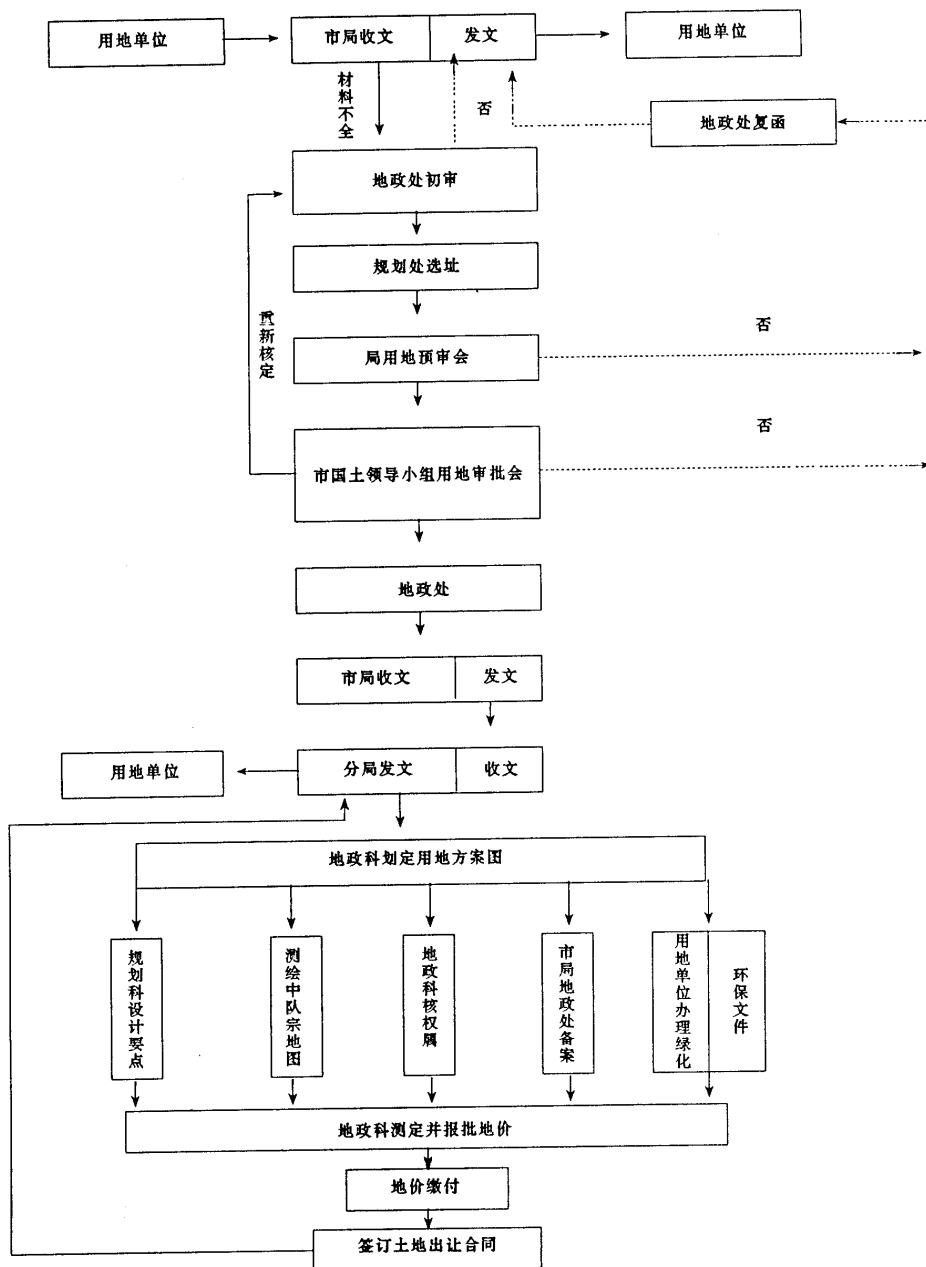 用地单位
市局收文
发文
用地单位
材料不全
否
地政处复函
地政处初审
规划处选址
重新核定
否
局用地预审会
否
市国土领导小组用地审批会
地政处
市局收文
发文
用地单位
分局发文
收文
地政科划定用地方案图
规划科设计要点
测绘中队宗地图
地政科核权属
市局地政处备案
用地单位办理绿化
环保文件
地政科测定并报批地价
地价缴付
签订土地出让合同